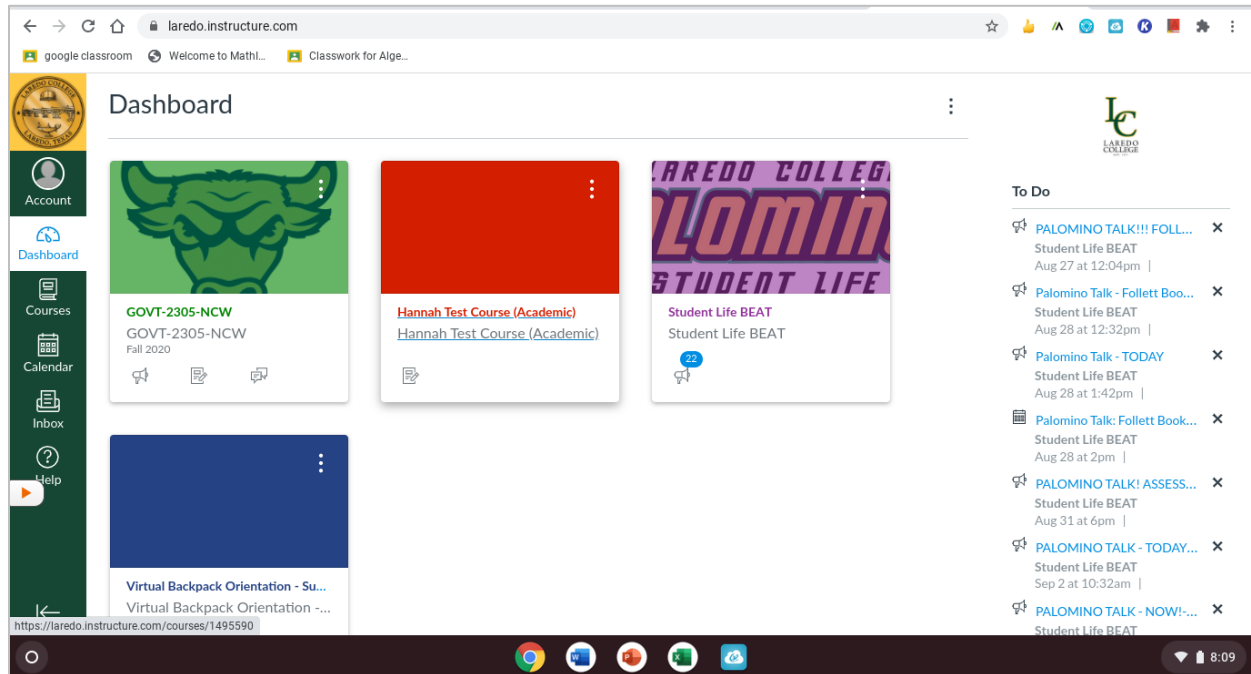 laredo.instructure.com
google classroom Welcome to Mathl... Classwork for Alge...
LAREDO COLLEGE
LAREDO, TEXAS
Account
Dashboard
Courses
Calendar
Inbox
Help
Dashboard
GOVT-2305-NCW
GOVT-2305-NCW
Fall 2020
Hannah Test Course (Academic)
Hannah Test Course (Academic)
LAREDO COLLEG
LOMIN
STUDENT LIFE
Student Life BEAT
Student Life BEAT
22
Virtual Backpack Orientation - Su...
Virtual Backpack Orientation -...
LC
LAREDO
COLLEGE
To Do
PALOMINO TALK!!! FOLL...
Student Life BEAT
Aug 27 at 12:04pm |
Palomino Talk - Follett Boo...
Student Life BEAT
Aug 28 at 12:32pm |
Palomino Talk - TODAY
Student Life BEAT
Aug 28 at 1:42pm |
Palomino Talk: Follett Book...
Student Life BEAT
Aug 28 at 2pm |
PALOMINO TALK! ASSESS...
Student Life BEAT
Aug 31 at 6pm |
PALOMINO TALK - TODAY...
Student Life BEAT
Sep 2 at 10:32am |
PALOMINO TALK - NOW!-...
Student Life BEAT
https://laredo.instructure.com/courses/1495590
8:09